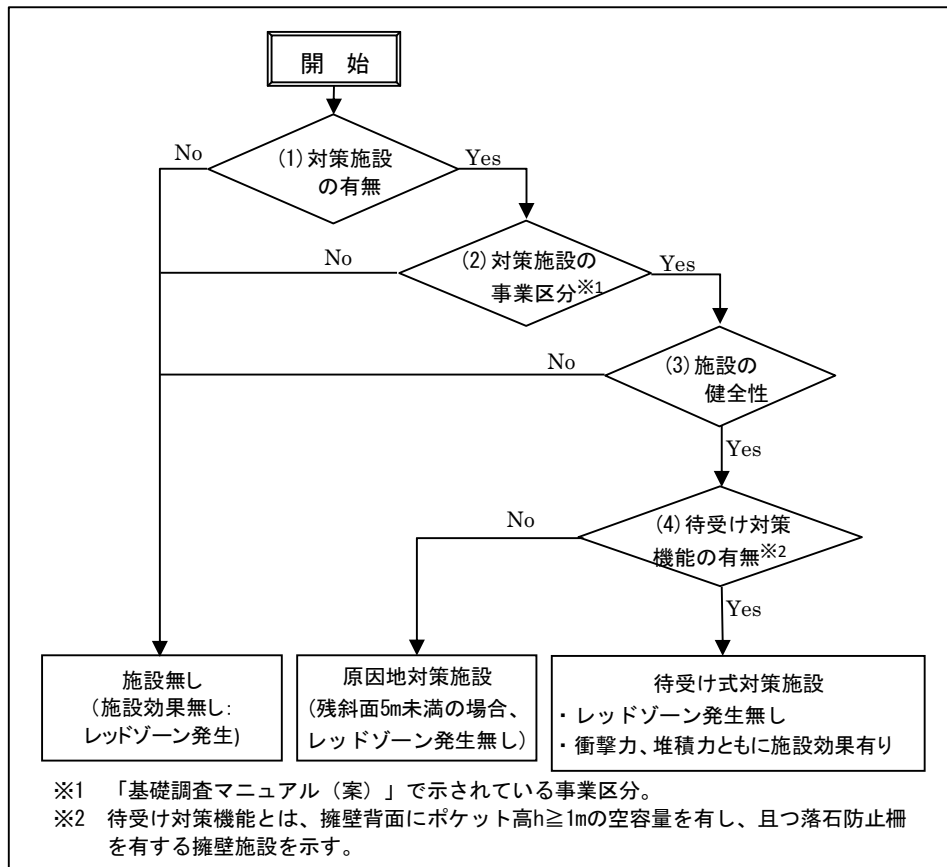 開　始
No
(1)対策施設
の有無
Yes
No
(2)対策施設の
事業区分※1
Yes
No
(3)施設の
健全性
Yes
No
(4)待受け対策
機能の有無※2
Yes
施設無し
(施設効果無し:
レッドゾーン発生)
原因地対策施設
(残斜面5m未満の場合、
レッドゾーン発生無し)
待受け式対策施設
・レッドゾーン発生無し
・衝撃力、堆積力ともに施設効果有り
※1　「基礎調査マニュアル（案）」で示されている事業区分。
※2　待受け対策機能とは、擁壁背面にポケット高h≧1mの空容量を有し、且つ落石防止柵
を有する擁壁施設を示す。